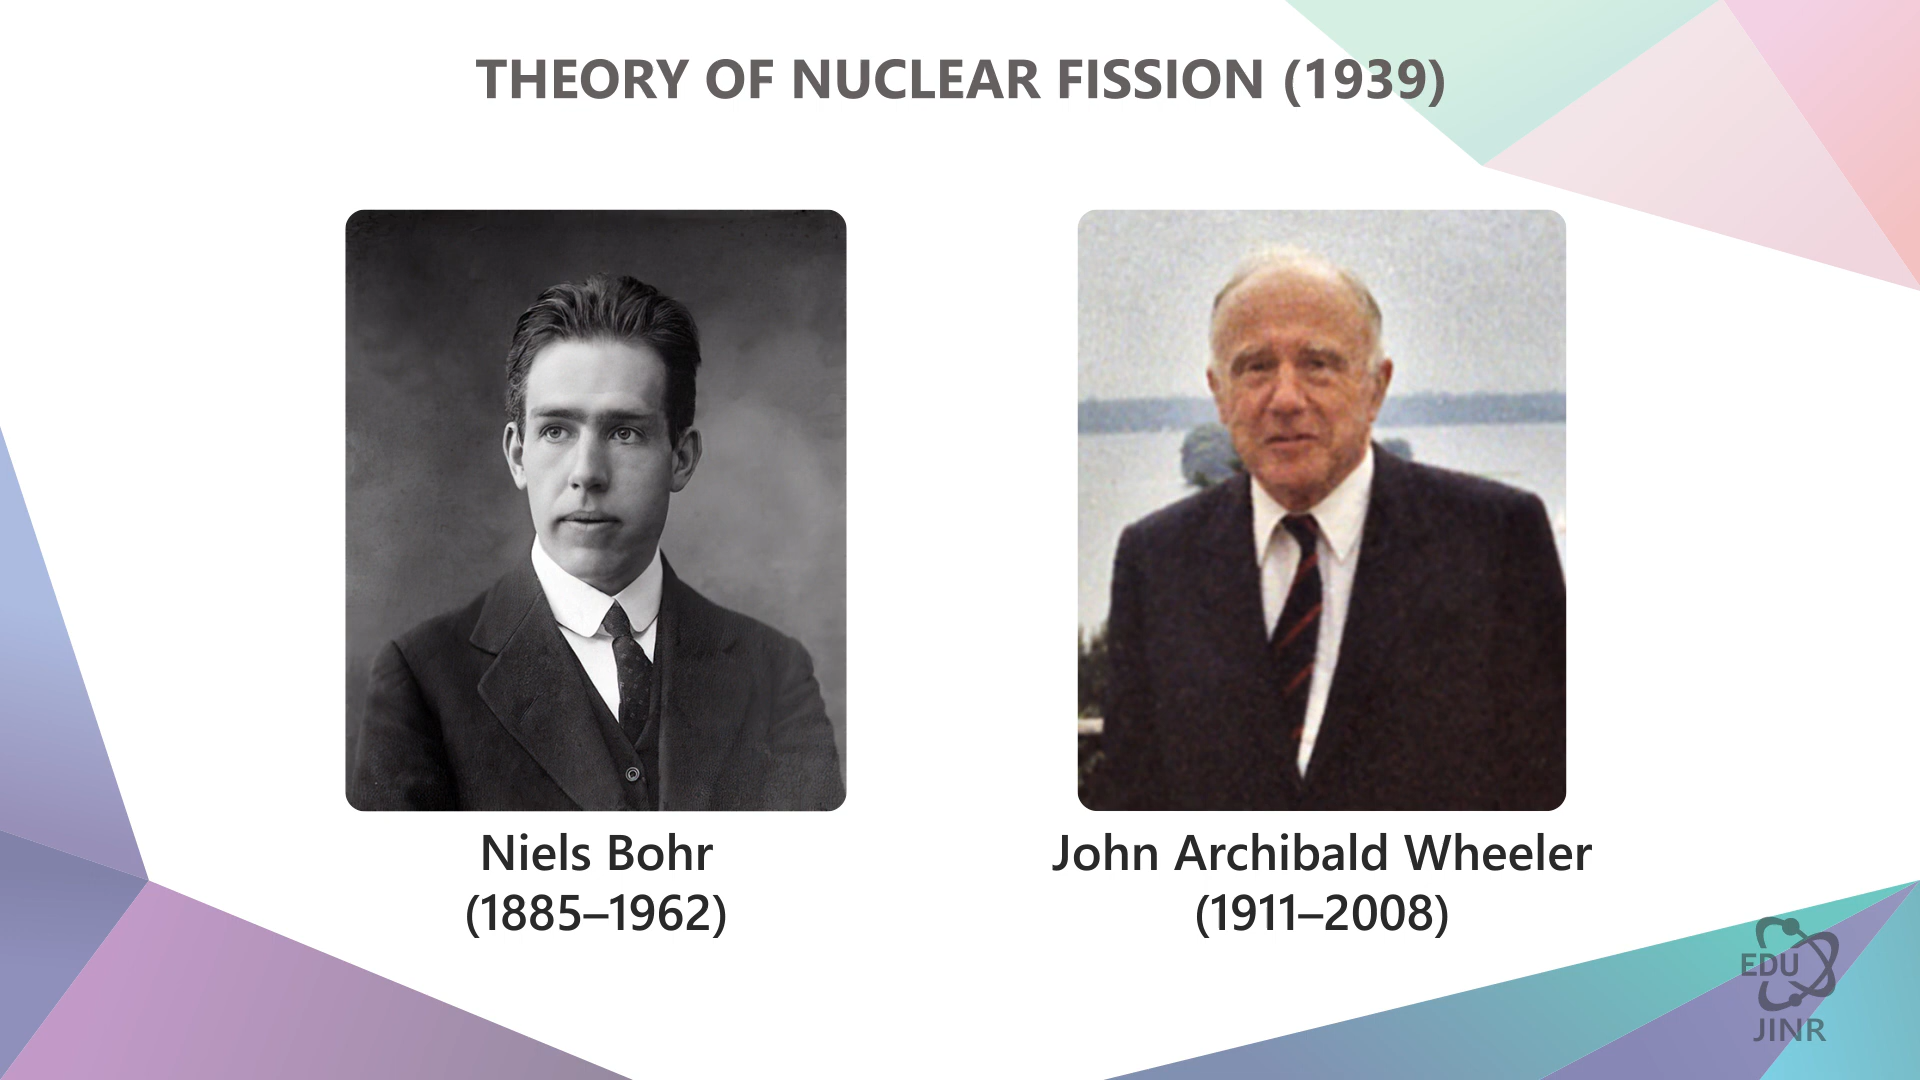 THEORY OF NUCLEAR FISSION (1939)
Niels Bohr
(1885–1962)
John Archibald Wheeler
(1911–2008)
EDU
JINR